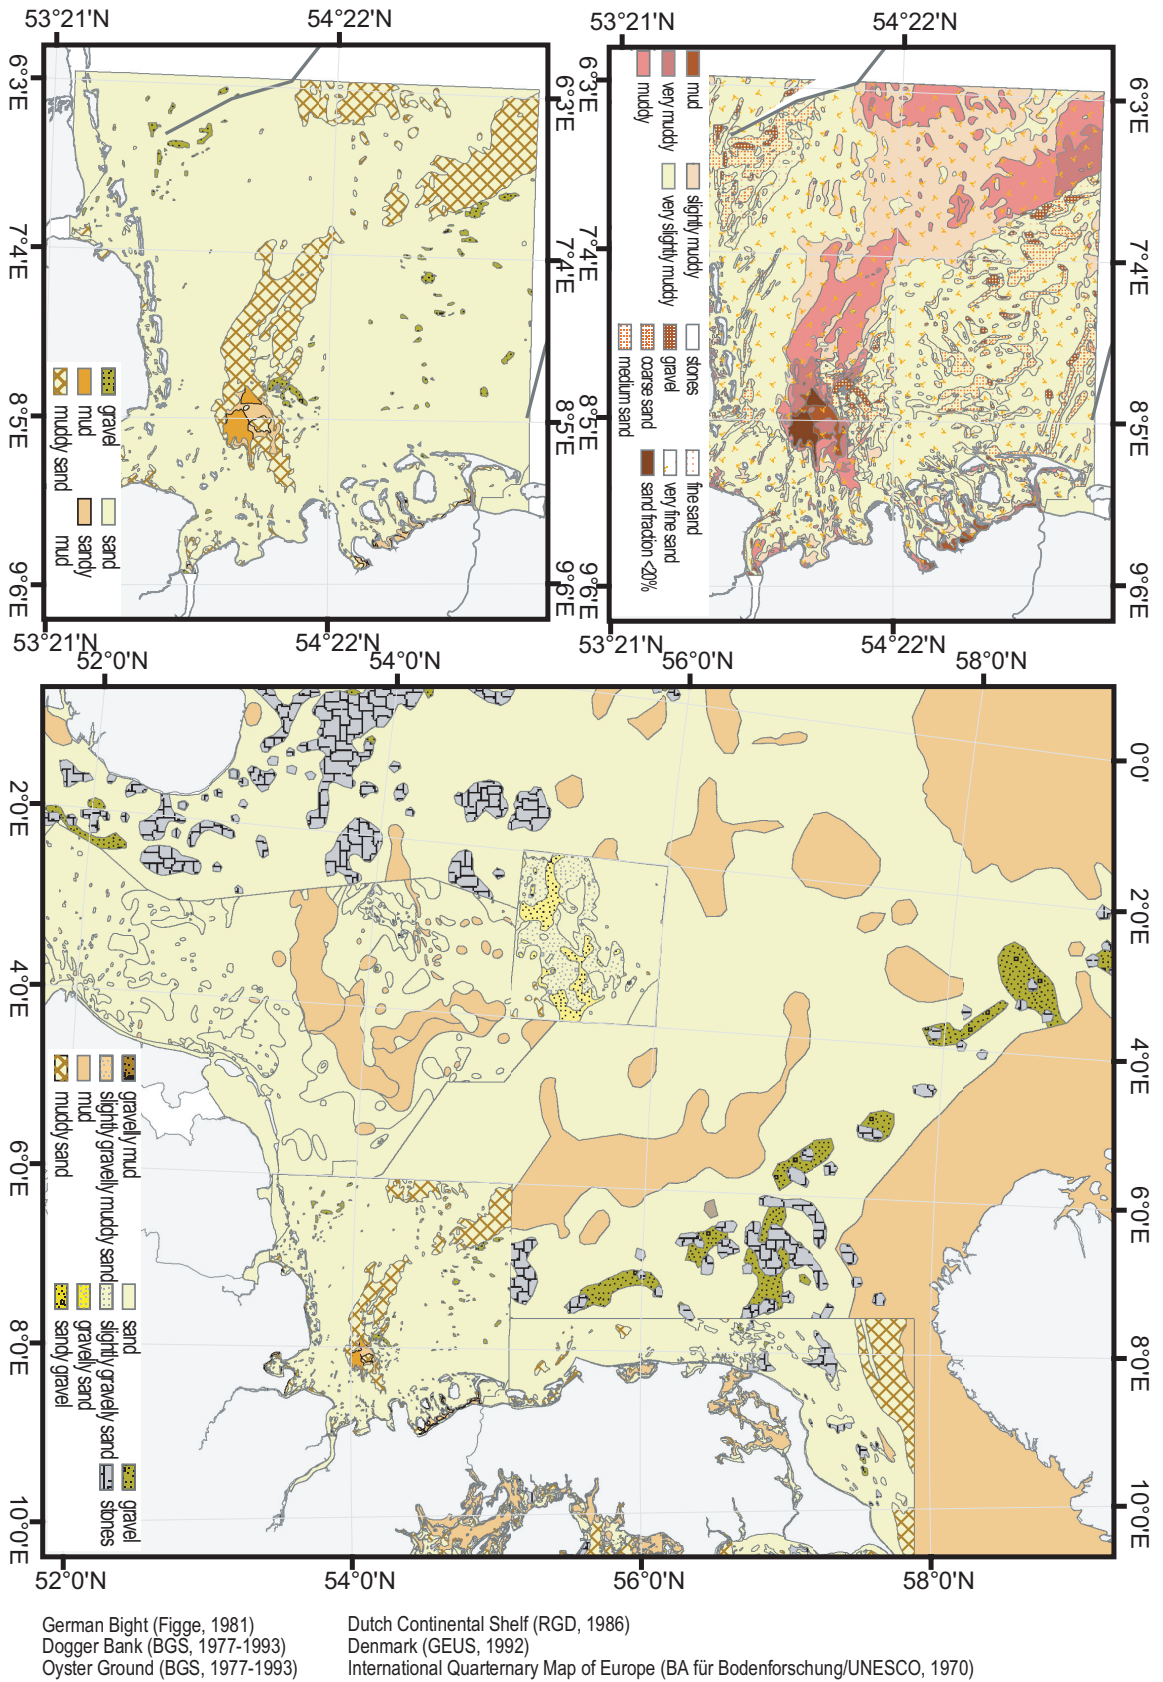 53°21'N
54°22'N
53°21'N
54°22'N
6°3'E
7°4'E
8°5'E
9°6'E
6°3'E
7°4'E
8°5'E
9°6'E
6°3'E
7°4'E
8°5'E
9°6'E
6°3'E
7°4'E
8°5'E
9°6'E
gravel
mud
muddy sand
sand
sandy
mud
mud
very muddy
muddy
slightly muddy
very slightly muddy
stones
gravel
coarse sand
medium sand
fine sand
very fine sand
sand fraction <20%
53°21'N
54°22'N
53°21'N
54°22'N
52°0'N
54°0'N
56°0'N
58°0'N
2°0'E
4°0'E
6°0'E
8°0'E
10°0'E
0°0'
2°0'E
4°0'E
6°0'E
8°0'E
10°0'E
gravelly mud
slightly gravelly muddy sand
mud
muddy sand
sand
slightly gravelly sand
gravelly sand
sandy gravel
gravel
stones
52°0'N
54°0'N
56°0'N
58°0'N
German Bight (Figge, 1981)
Dogger Bank (BGS, 1977-1993)
Oyster Ground (BGS, 1977-1993)
Dutch Continental Shelf (RGD, 1986)
Denmark (GEUS, 1992)
International Quarternary Map of Europe (BA für Bodenforschung/UNESCO, 1970)